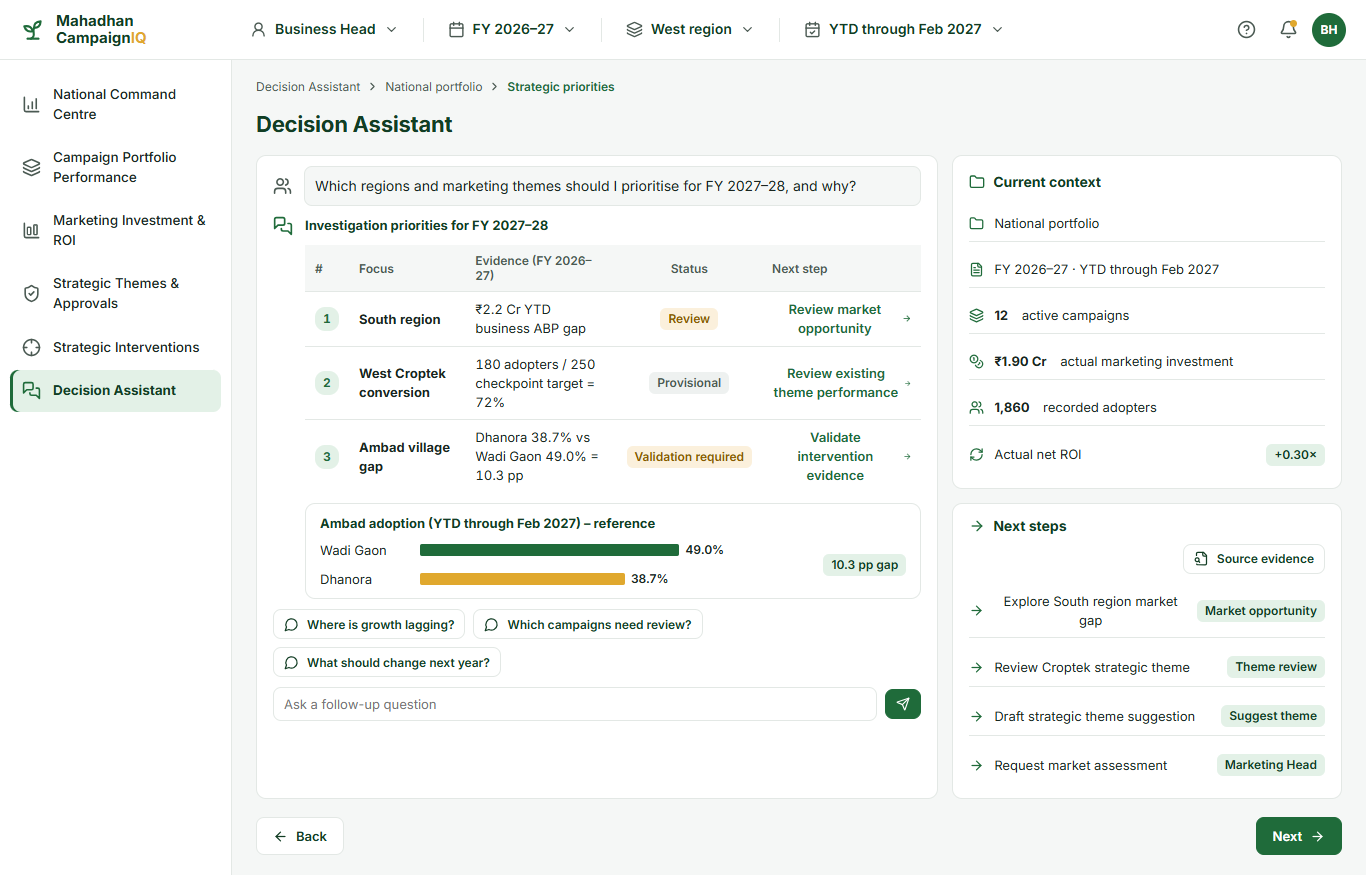 Mahadhan
CampaignIQ
Business Head
FY 2026–27
West region
YTD through Feb 2027
BH
National Command
Centre
Campaign Portfolio
Performance
Marketing Investment &
ROI
Strategic Themes &
Approvals
Strategic Interventions
Decision Assistant
Decision Assistant > National portfolio > Strategic priorities
Decision Assistant
Which regions and marketing themes should I prioritise for FY 2027–28, and why?
Investigation priorities for FY 2027–28
# Focus Evidence (FY 2026–
27) Status Next step
1 South region ₹2.2 Cr YTD
business ABP gap Review Review market
opportunity →
2 West Croptek
conversion 180 adopters / 250
checkpoint target =
72% Provisional Review existing
theme performance →
3 Ambad village
gap Dhanora 38.7% vs
Wadi Gaon 49.0% =
10.3 pp Validation required Validate
intervention
evidence →
Ambad adoption (YTD through Feb 2027) – reference
Wadi Gaon 49.0%
Dhanora 38.7%
10.3 pp gap
Where is growth lagging?
Which campaigns need review?
What should change next year?
Ask a follow-up question
Current context
National portfolio
FY 2026–27 · YTD through Feb 2027
12 active campaigns
₹1.90 Cr actual marketing investment
1,860 recorded adopters
Actual net ROI +0.30×
→ Next steps
Source evidence
→ Explore South region market
gap Market opportunity
→ Review Croptek strategic theme Theme review
→ Draft strategic theme suggestion Suggest theme
→ Request market assessment Marketing Head
← Back
Next →